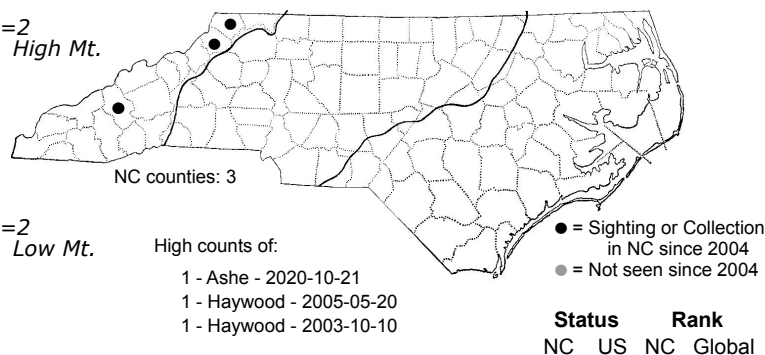 =2
High Mt.
NC counties: 3
=2
Low Mt.
High counts of:
1 - Ashe - 2020-10-21
1 - Haywood - 2005-05-20
1 - Haywood - 2003-10-10
● = Sighting or Collection
in NC since 2004
● = Not seen since 2004
Status Rank
NC US NC Global